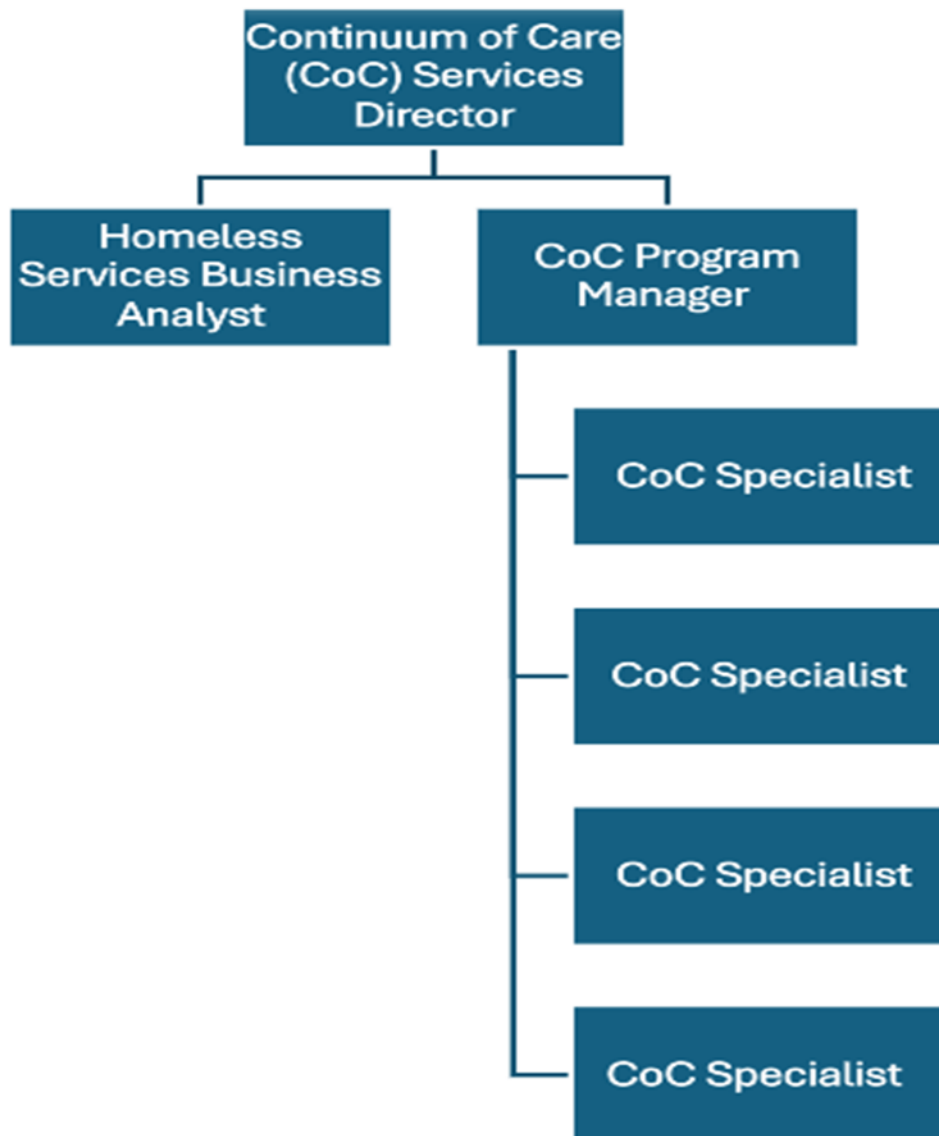 Continuum of Care
(CoC) Services
Director
Homeless
Services Business
Analyst
CoC Program
Manager
CoC Specialist
CoC Specialist
CoC Specialist
CoC Specialist